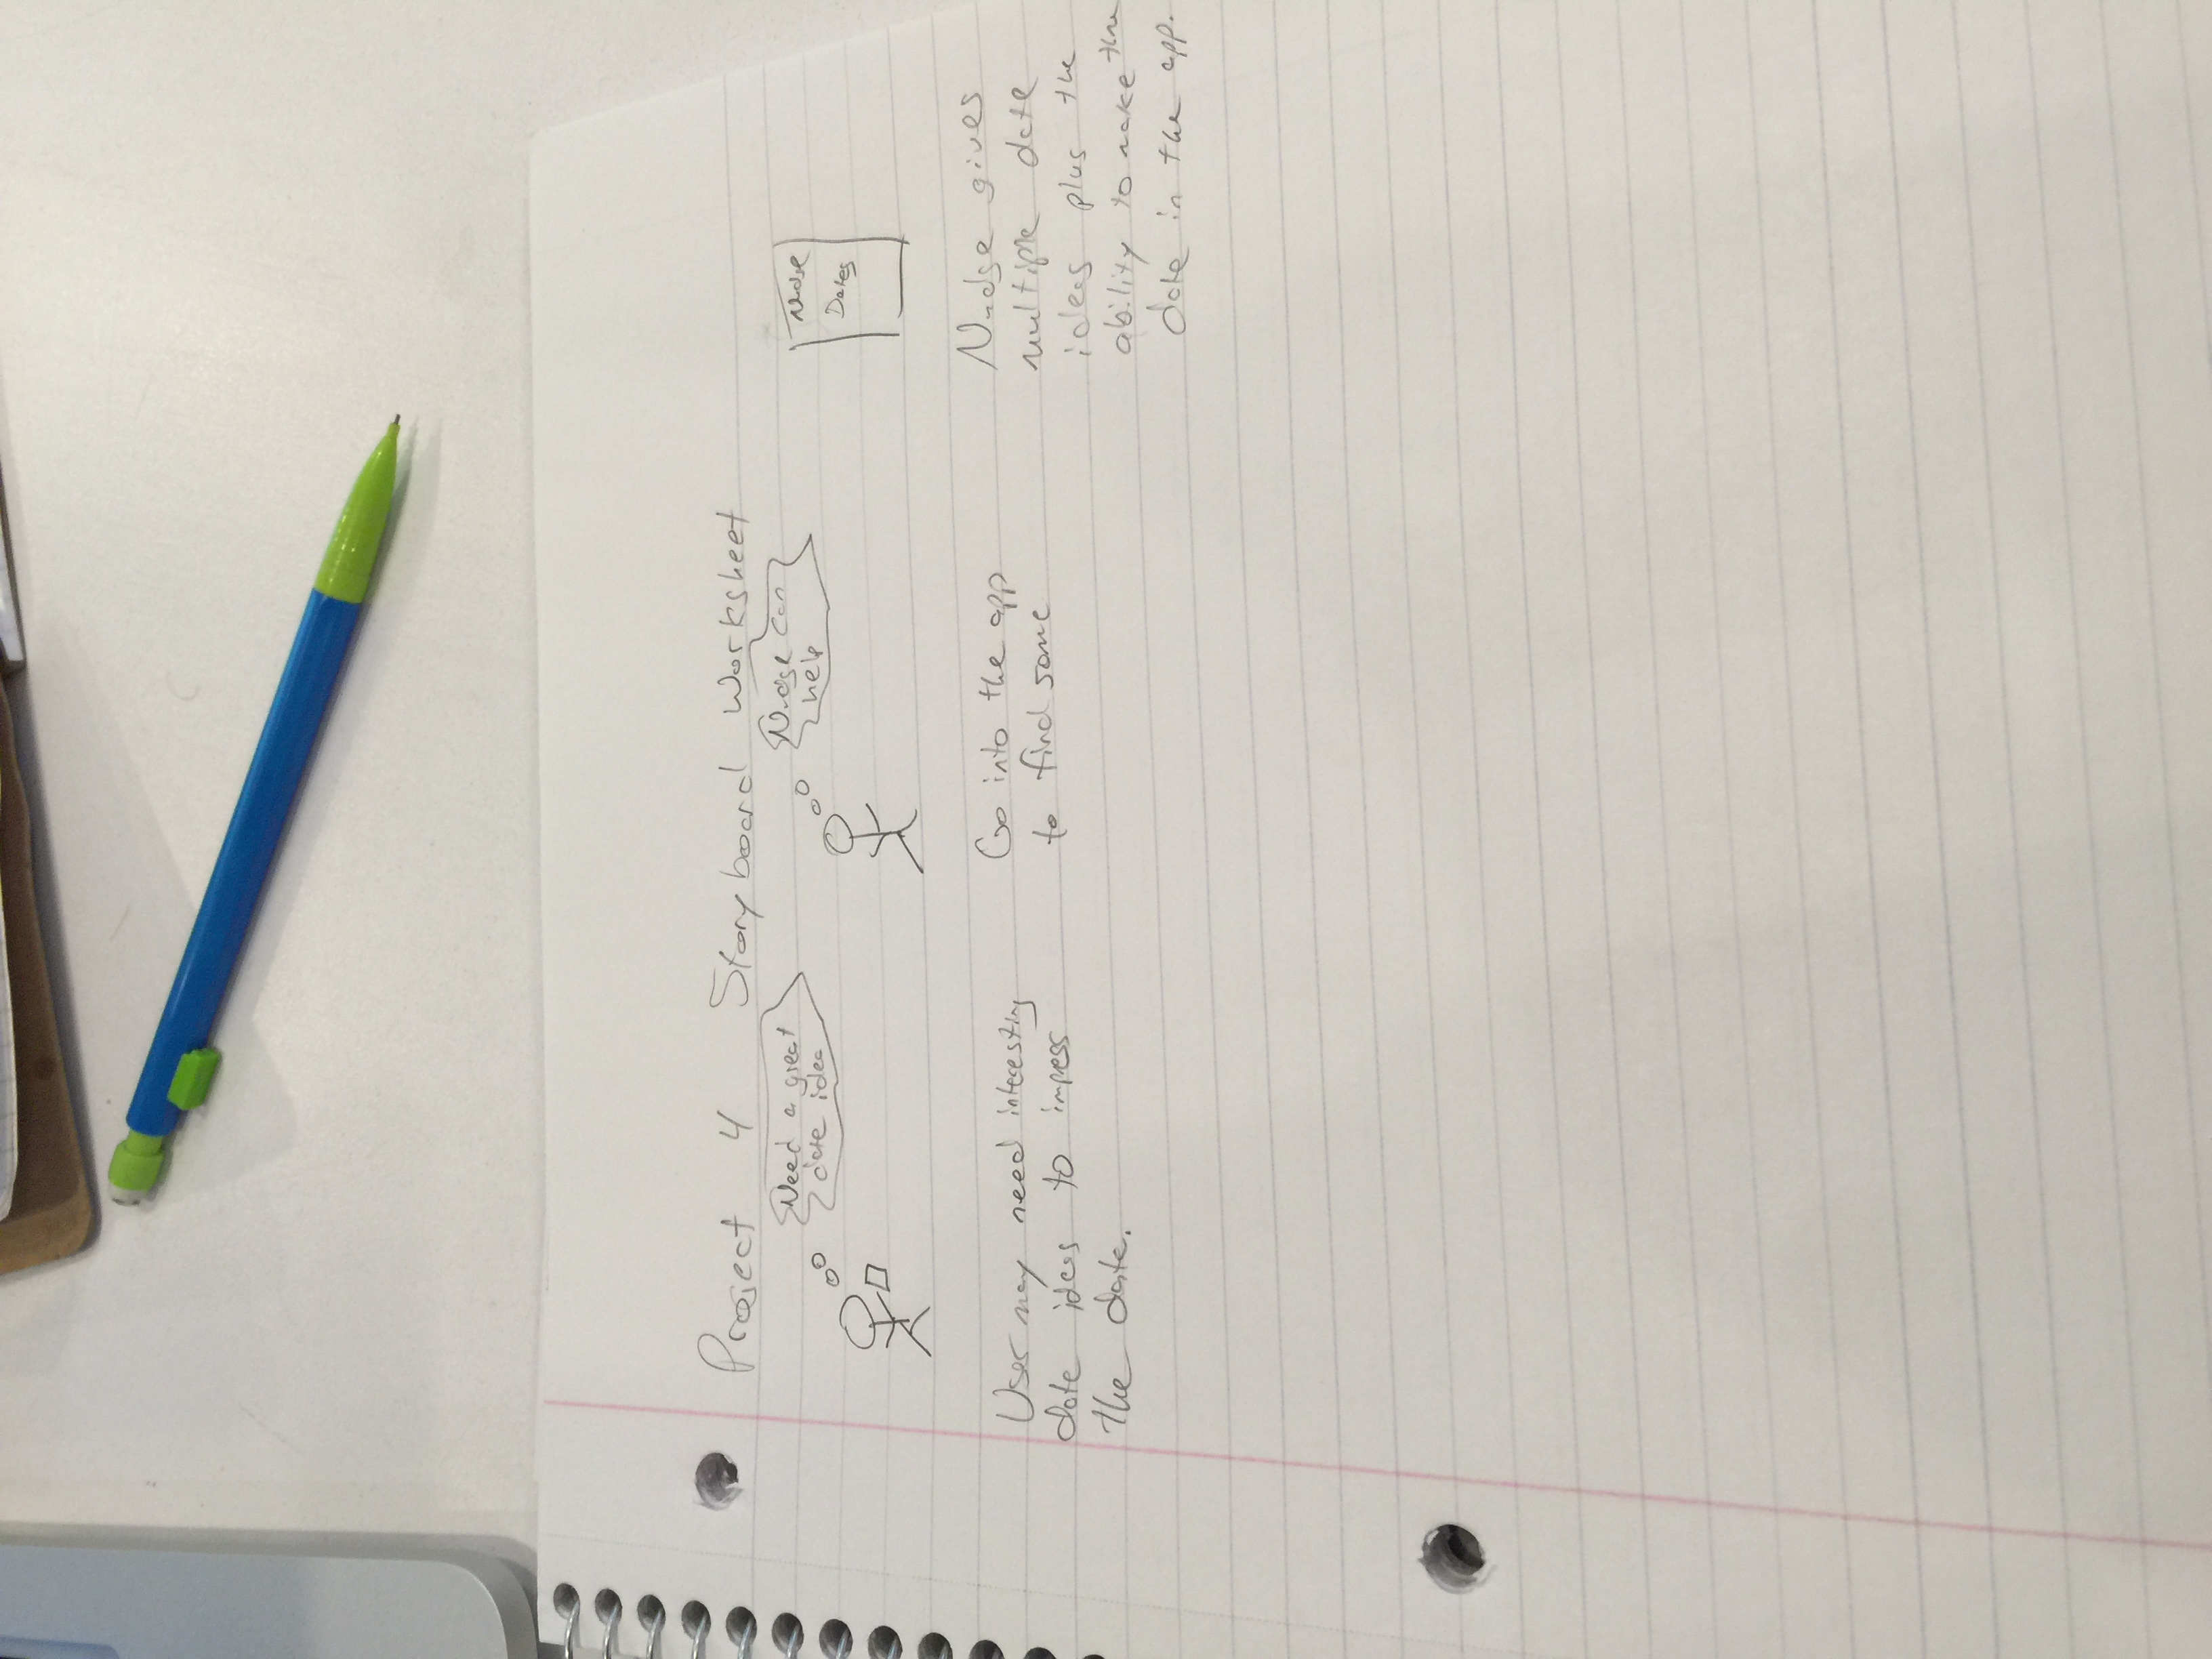 Project 4 Storyboard Worksheet
Need a great
date idea
Nudge can
help
Nudge
Dates
User may need interesting
date ideas to impress
the date.
Go into the app
to find some
Nudge gives
multiple date
ideas plus the
ability to make the
date in the app.